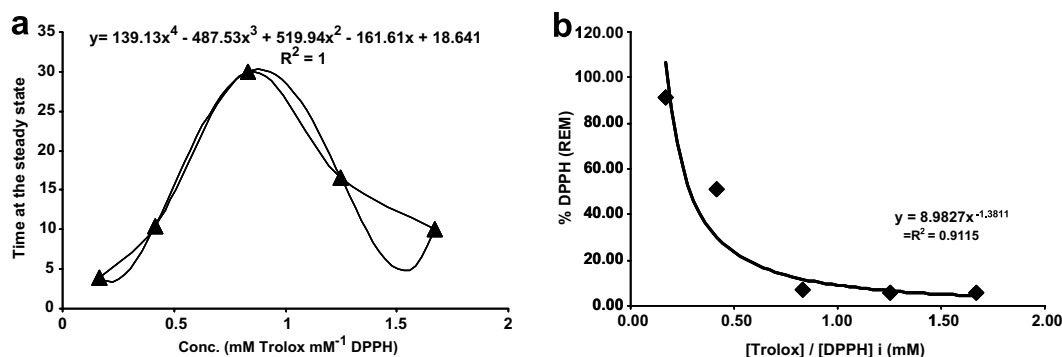 a
y= 139.13x⁴ - 487.53x³ + 519.94x² - 161.61x + 18.641
R² = 1
Time at the steady state
35
30
25
20
15
10
5
0
0 0.5 1 1.5 2
Conc. (mM Trolox mM⁻¹ DPPH)
b
% DPPH (REM)
120.00
100.00
80.00
60.00
40.00
20.00
0.00
y = 8.9827x⁻¹·³⁸¹¹
=R² = 0.9115
0.00 0.50 1.00 1.50 2.00
[Trolox] / [DPPH] i (mM)